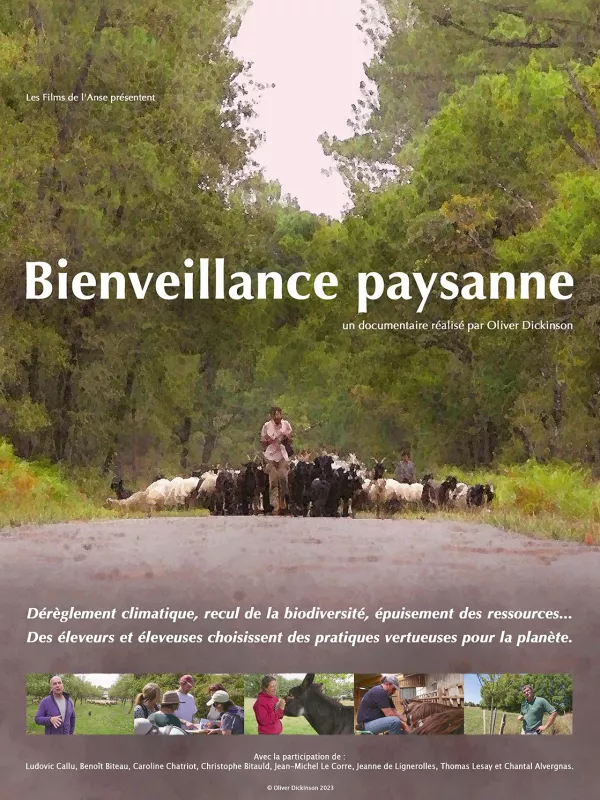 Les Films de l'Anse présentent
Bienveillance paysanne
un documentaire réalisé par Oliver Dickinson
Dérèglement climatique, recul de la biodiversité, épuisement des ressources...
Des éleveurs et éleveuses choisissent des pratiques vertueuses pour la planète.
Avec la participation de :
Ludovic Callu, Benoît Biteau, Caroline Chatriot, Christophe Bitauld, Jean-Michel Le Corre, Jeanne de Lignerolles, Thomas Lesay et Chantal Alvergnas.
© Oliver Dickinson 2023